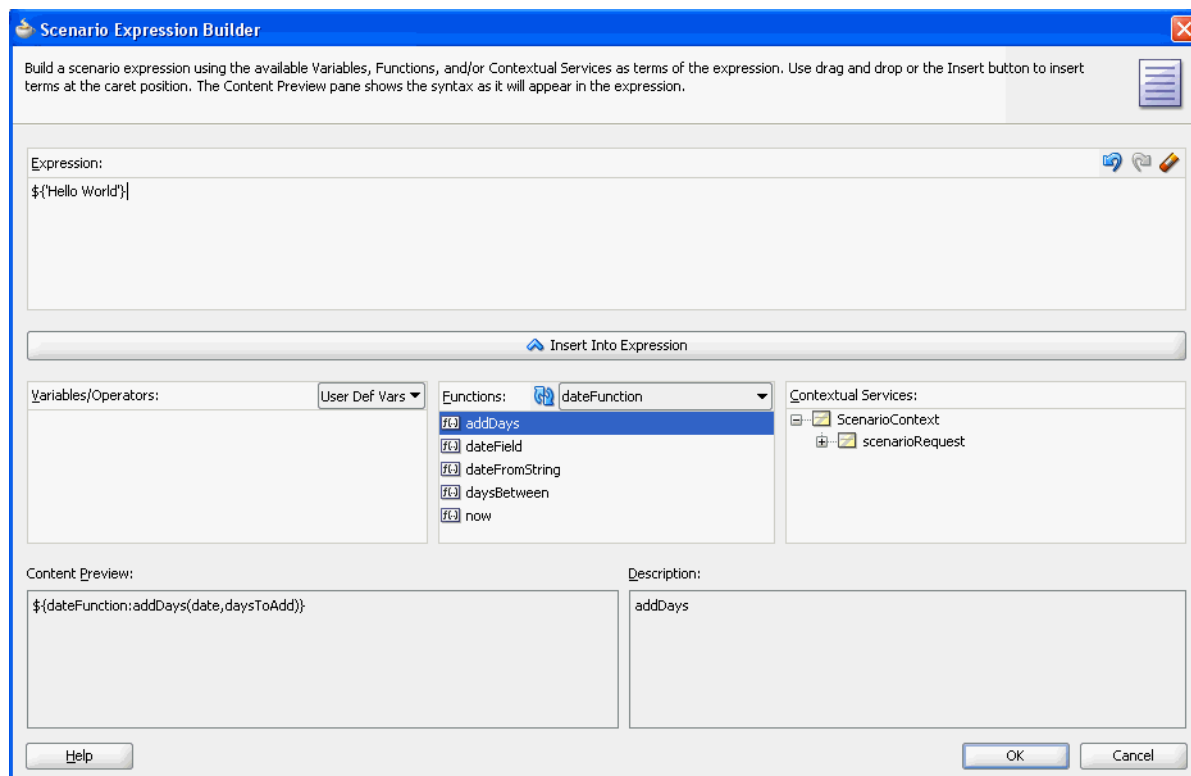 Scenario Expression Builder
Build a scenario expression using the available Variables, Functions, and/or Contextual Services as terms of the expression. Use drag and drop or the Insert button to insert
terms at the caret position. The Content Preview pane shows the syntax as it will appear in the expression.
Expression:
${'Hello World'}
Insert Into Expression
Variables/Operators:
User Def Vars
Functions:
dateFunction
Contextual Services:
f(.) addDays
f(.) dateField
f(.) dateFromString
f(.) daysBetween
f(.) now
ScenarioContext
scenarioRequest
Content Preview:
Description:
${dateFunction:addDays(date,daysToAdd)}
addDays
Help
OK
Cancel